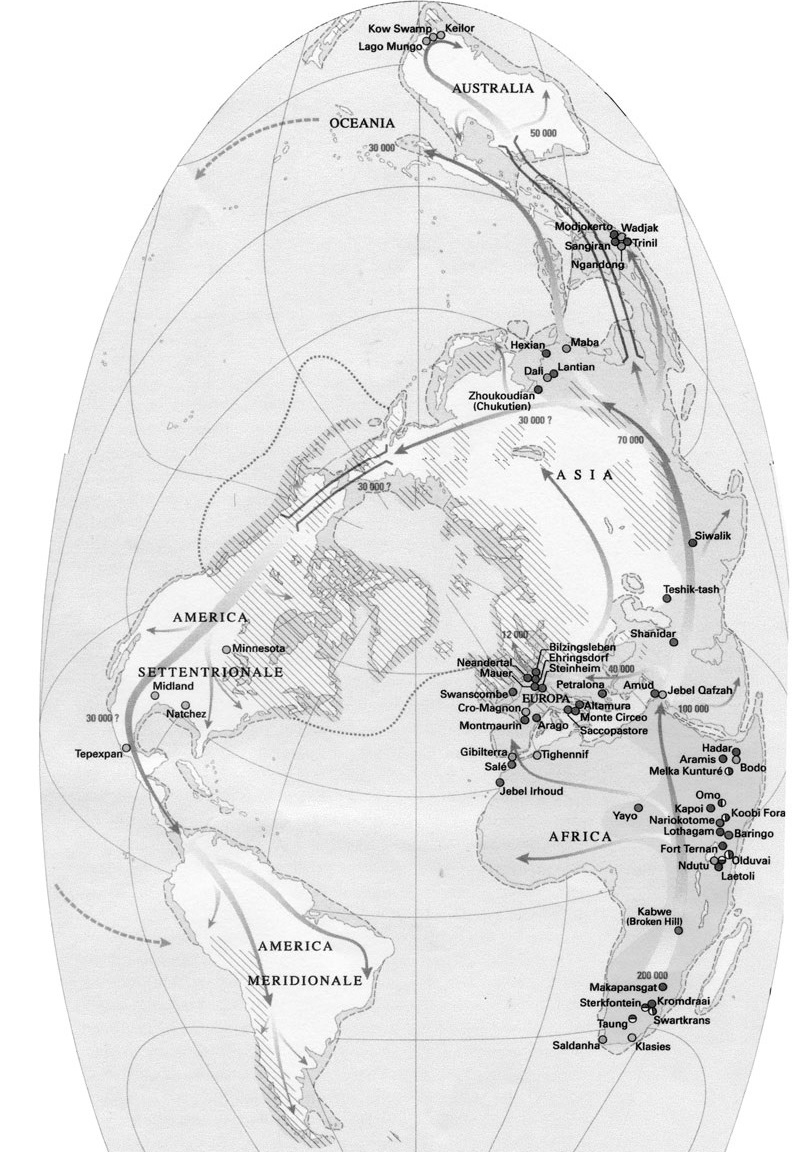 Kow Swamp
Keilor
Lago Mungo
AUSTRALIA
OCEANIA
50 000
30 000
Modjokerto
Wadjak
Sangiran
Trinil
Ngandong
Hexian
Maba
Dali
Lantian
Zhoukoudian
(Chukutien)
30 000 ?
70 000
ASIA
30 000 ?
Siwalik
Teshik-tash
AMERICA
Shanidar
12 000
Bilzingsleben
Ehringsdorf
Steinheim
Minnesota
Neandertal
Mauer
40 000
SETTENTRIONALE
Midland
Swanscombe
EUROPA
Petralona
Amud
Jebel Qafzah
Natchez
Cro-Magnon
Altamura
100 000
30 000 ?
Montmaurin
Arago
Monte Circeo
Saccopastore
Tepexpan
Gibilterra
Tighennif
Hadar
Salé
Aramis
Bodo
Melka Kunturé
Jebel Irhoud
Omo
Yayo
Kapoi
Koobi Fora
Nariokotome
Lothagam
Baringo
AFRICA
Fort Ternan
Ndutu
Olduvai
Laetoli
Kabwe
(Broken Hill)
AMERICA
MERIDIONALE
200 000
Makapansgat
Sterkfontein
Kromdraai
Taung
Swartkrans
Saldanha
Klasies